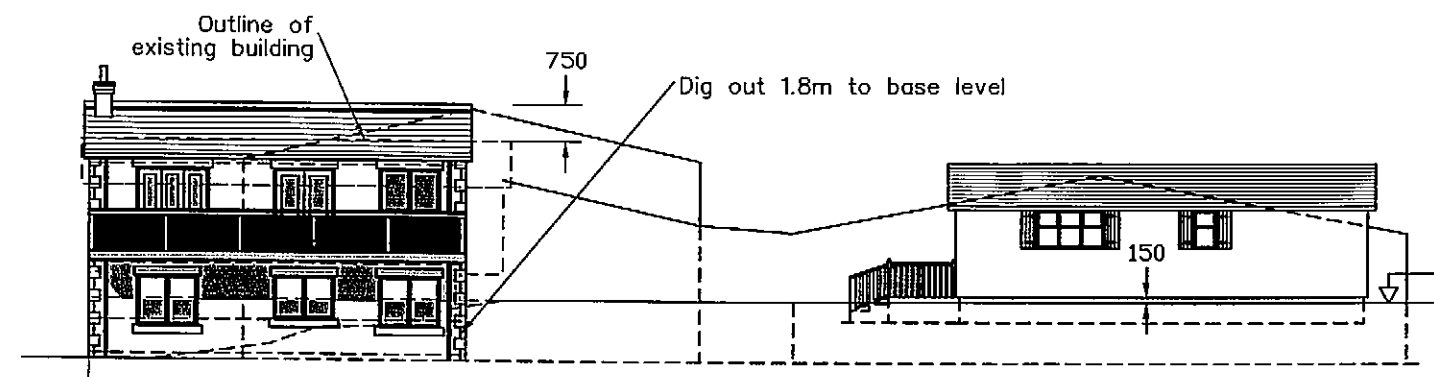 Outline of
existing building
750
Dig out 1.8m to base level
150